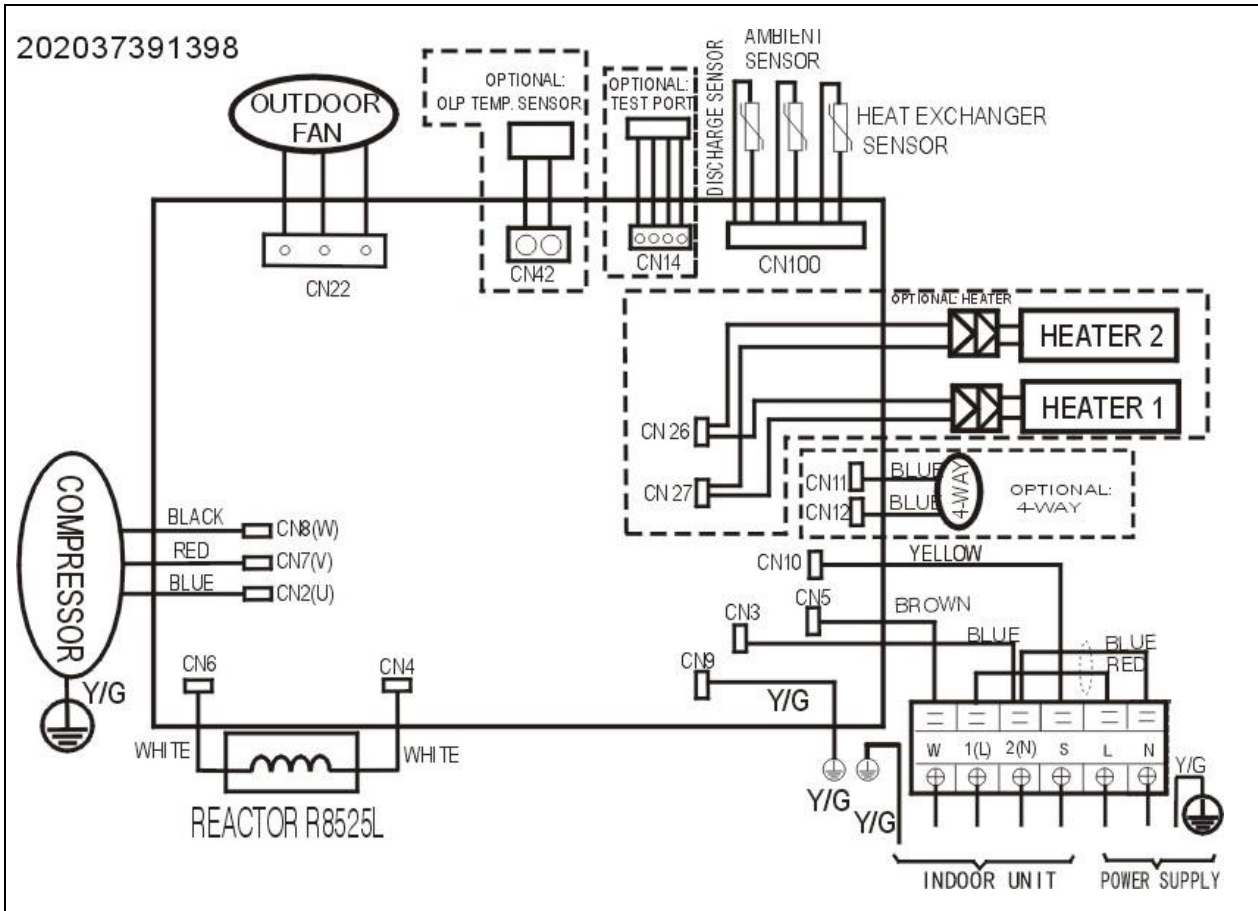 202037391398
OUTDOOR
FAN
CN22
OPTIONAL:
OLP TEMP. SENSOR
CN42
OPTIONAL:
TEST PORT
CN14
DISCHARGE SENSOR
AMBIENT
SENSOR
HEAT EXCHANGER
SENSOR
CN100
OPTIONAL: HEATER
HEATER 2
HEATER 1
CN 26
CN 27
CN11
BLUE
CN12
BLUE
4-WAY
OPTIONAL:
4-WAY
COMPRESSOR
BLACK
CN8(W)
RED
CN7(V)
BLUE
CN2(U)
Y/G
CN10
YELLOW
CN5
BROWN
CN3
BLUE
BLUE
RED
CN9
Y/G
CN6
CN4
WHITE
WHITE
REACTOR R8525L
Y/G
Y/G
W 1(L) 2(N) S L N
Y/G
INDOOR UNIT
POWER SUPPLY